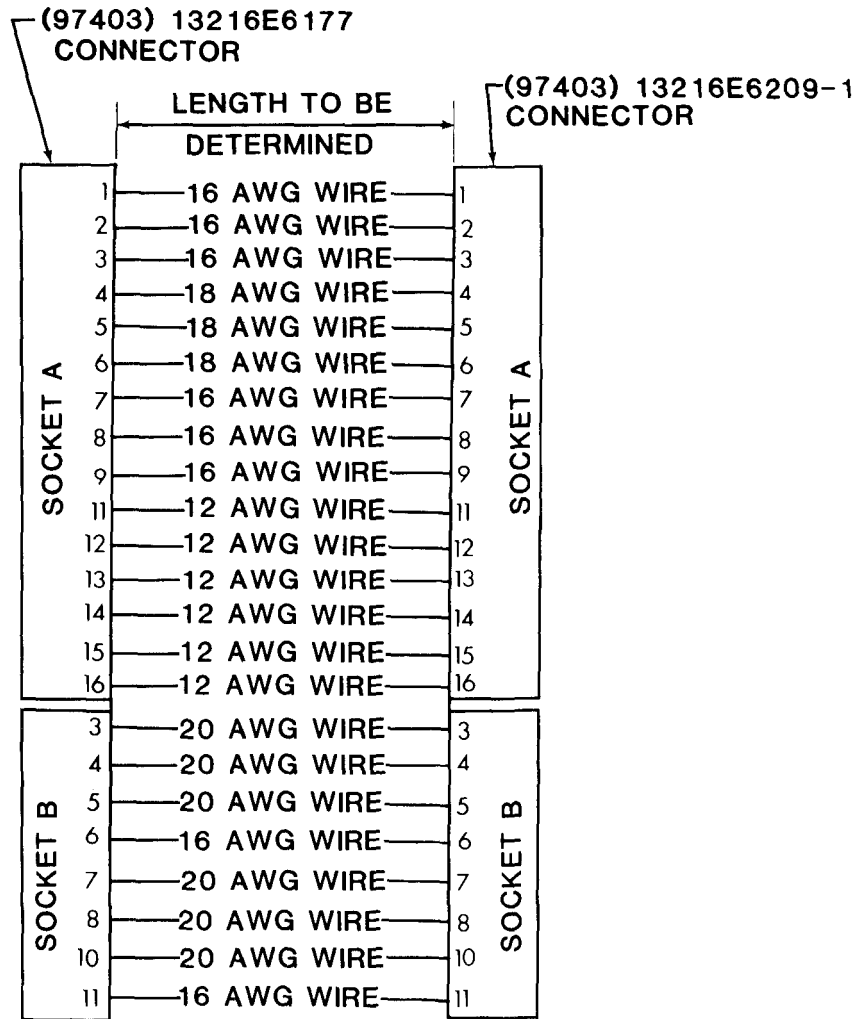 (97403) 13216E6177
CONNECTOR
(97403) 13216E6209-1
CONNECTOR
LENGTH TO BE
DETERMINED
SOCKET A
SOCKET A
1 16 AWG WIRE 1
2 16 AWG WIRE 2
3 16 AWG WIRE 3
4 18 AWG WIRE 4
5 18 AWG WIRE 5
6 18 AWG WIRE 6
7 16 AWG WIRE 7
8 16 AWG WIRE 8
9 16 AWG WIRE 9
11 12 AWG WIRE 11
12 12 AWG WIRE 12
13 12 AWG WIRE 13
14 12 AWG WIRE 14
15 12 AWG WIRE 15
16 12 AWG WIRE 16
SOCKET B
SOCKET B
3 20 AWG WIRE 3
4 20 AWG WIRE 4
5 20 AWG WIRE 5
6 16 AWG WIRE 6
7 20 AWG WIRE 7
8 20 AWG WIRE 8
10 20 AWG WIRE 10
11 16 AWG WIRE 11